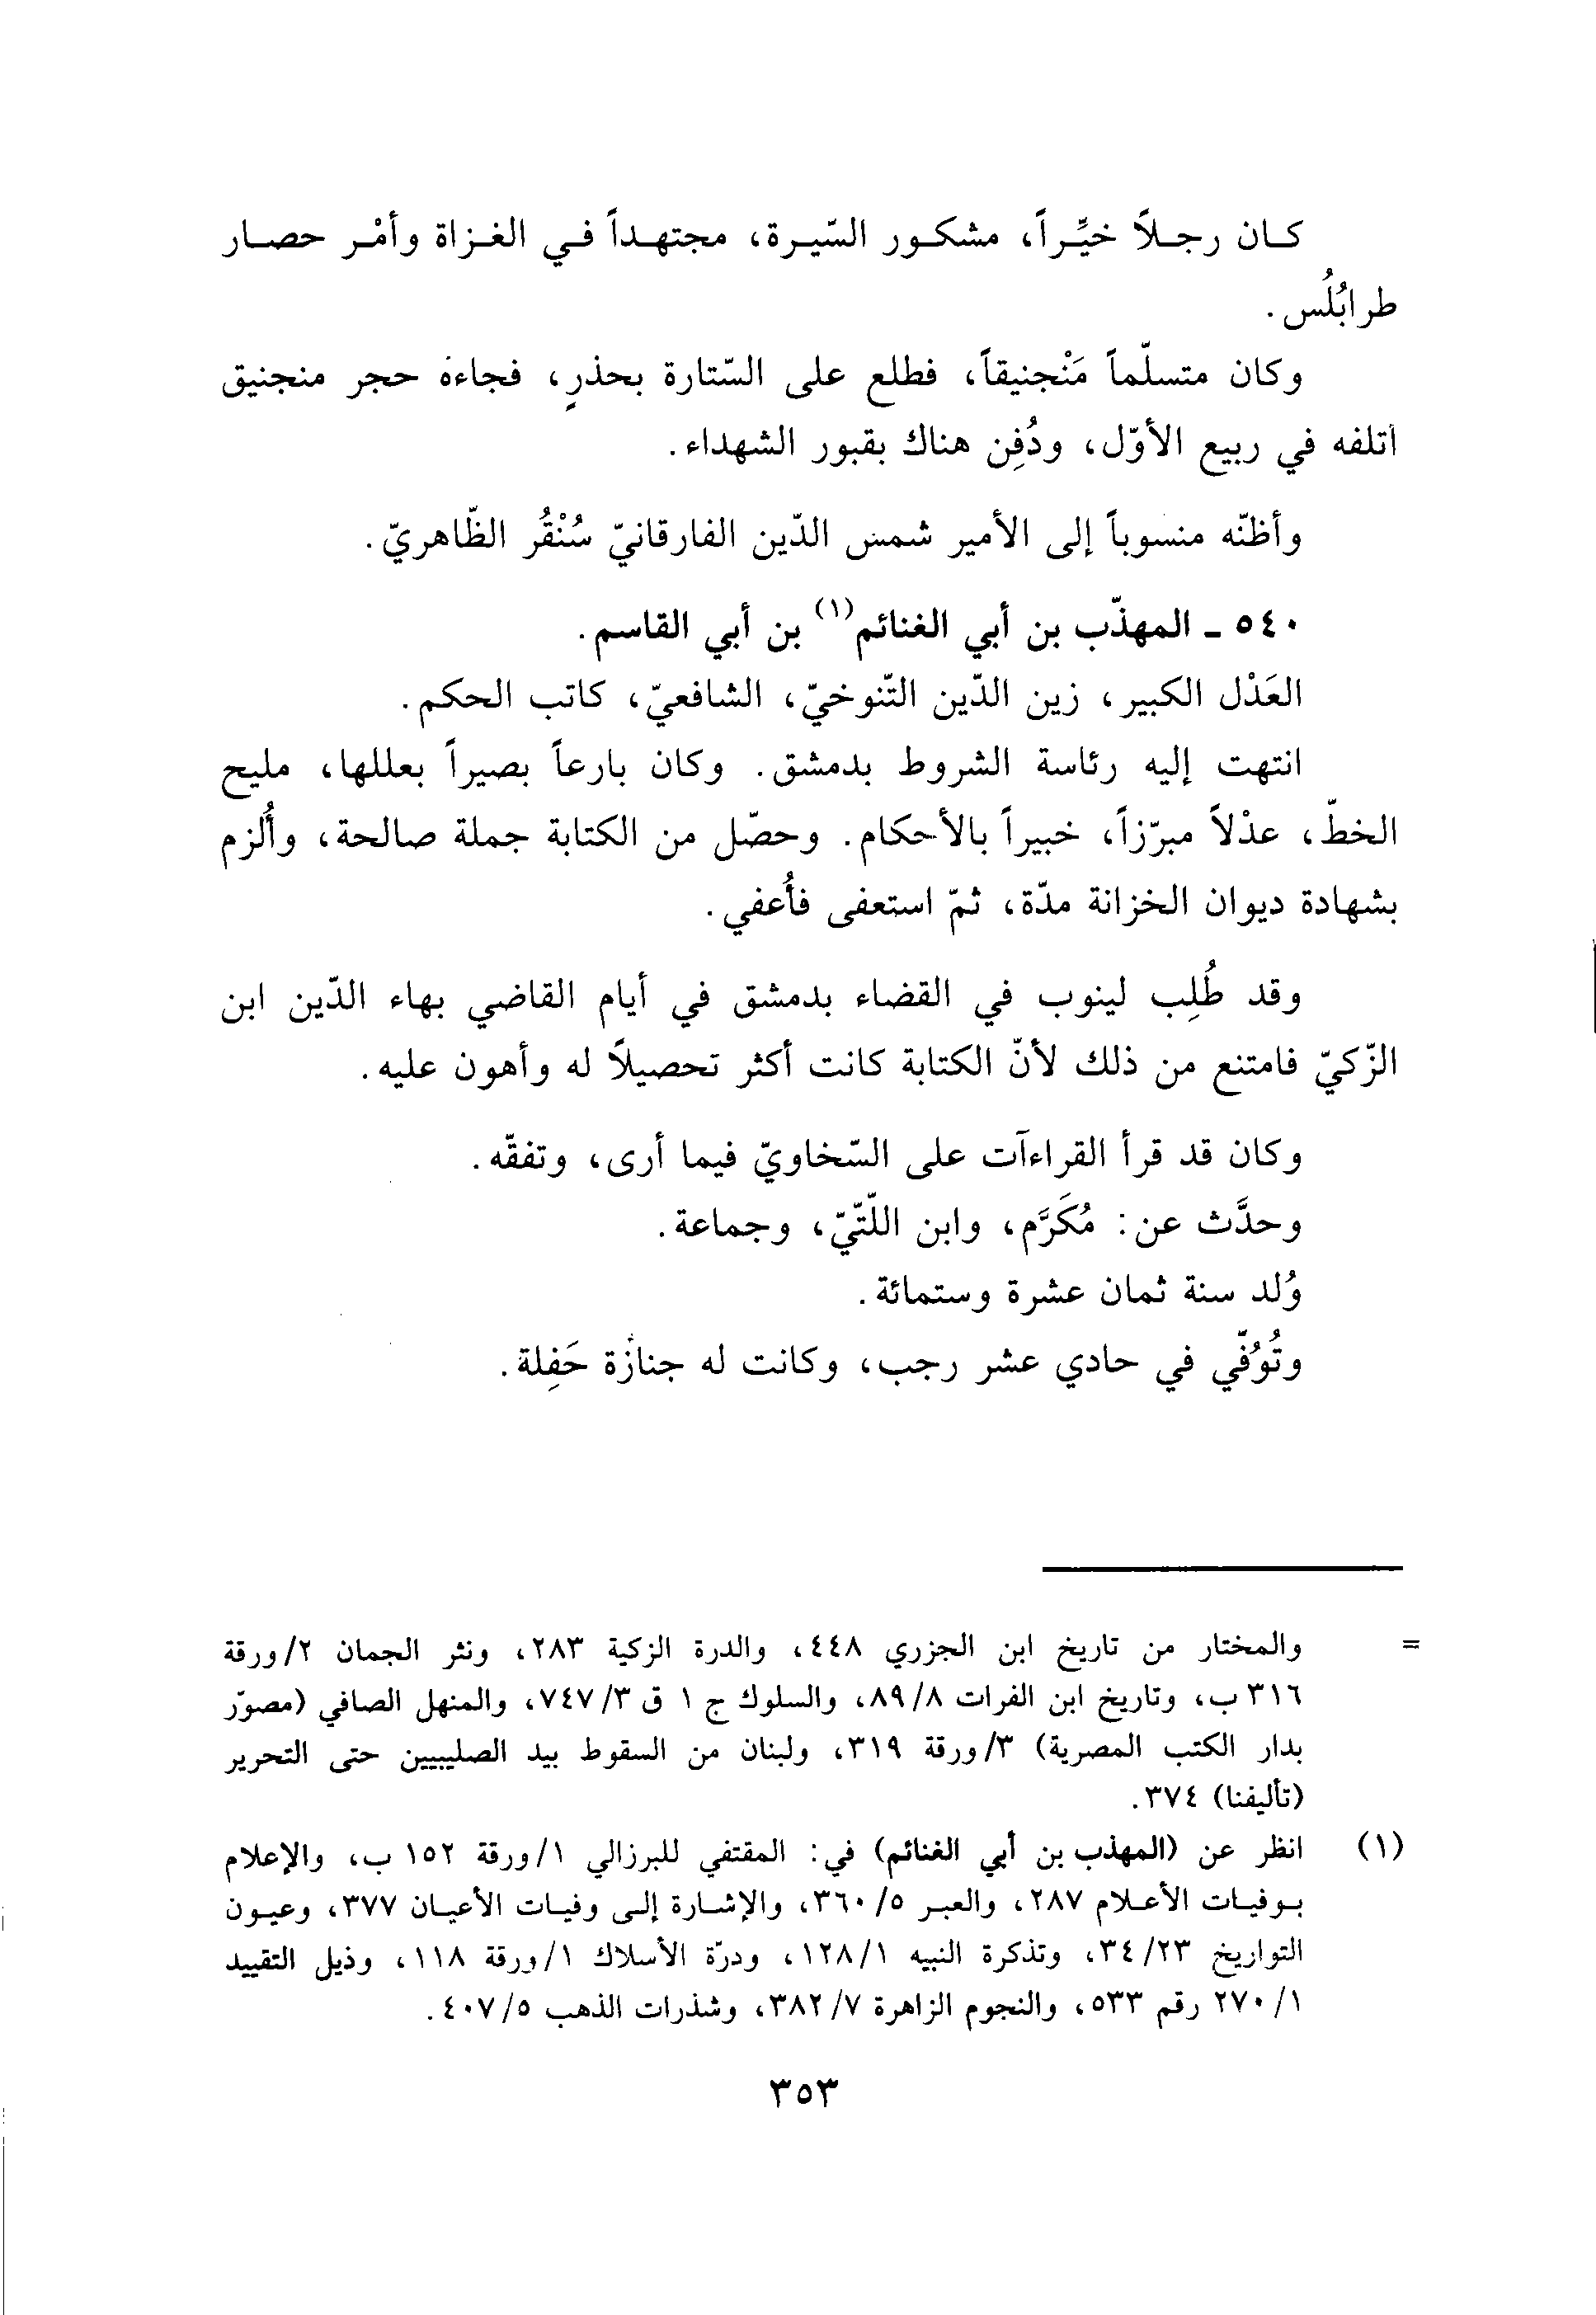 كان رجلاً خيِّراً، مشكور السّيرة، مجتهداً في الغزاة وأمْر حصار
طرابُلُس.
وكان متسلّماً مَنْجنيقاً، فطلع على السّتارة بحذرٍ، فجاءه حجر منجنيق
أتلفه في ربيع الأوّل، ودُفِن هناك بقبور الشهداء.
وأظنّه منسوباً إلى الأمير شمس الدّين الفارقانيّ سُنْقُر الظّاهريّ.
٥٤٠ ـ المهذّب بن أبي الغنائم(١) بن أبي القاسم.
العَدْل الكبير، زين الدّين التّنوخيّ، الشافعيّ، كاتب الحكم.
انتهت إليه رئاسة الشروط بدمشق. وكان بارعاً بصيراً بعللها، مليح
الخطّ، عدْلاً مبرّزاً، خبيراً بالأحكام. وحصّل من الكتابة جملة صالحة، وأُلزم
بشهادة ديوان الخزانة مدّة، ثمّ استعفى فأُعفي.
وقد طُلِب لينوب في القضاء بدمشق في أيام القاضي بهاء الدّين ابن
الزّكيّ فامتنع من ذلك لأنّ الكتابة كانت أكثر تحصيلاً له وأهون عليه.
وكان قد قرأ القراءآت على السّخاويّ فيما أرى، وتفقّه.
وحدَّث عن: مُكَرَّم، وابن اللّتّيّ، وجماعة.
وُلد سنة ثمان عشرة وستمائة.
وتُوُفّي في حادي عشر رجب، وكانت له جنازة حَفِلة.
= والمختار من تاريخ ابن الجزري ٤٤٨، والدرة الزكية ٢٨٣، ونثر الجمان ٢/ورقة
٣١٦ ب، وتاريخ ابن الفرات ٨٩/٨، والسلوك ج ١ ق ٧٤٧/٣، والمنهل الصافي (مصوّر
بدار الكتب المصرية) ٣/ورقة ٣١٩، ولبنان من السقوط بيد الصليبيين حتى التحرير
(تأليفنا) ٣٧٤.
(١) انظر عن (المهذب بن أبي الغنائم) في: المقتفي للبرزالي ١/ورقة ١٥٢ ب، والإعلام
بوفيات الأعلام ٢٨٧، والعبر ٣٦٠/٥، والإشارة إلى وفيات الأعيان ٣٧٧، وعيون
التواريخ ٣٤/٢٣، وتذكرة النبيه ١٢٨/١، ودرّة الأسلاك ١/ورقة ١١٨، وذيل التقييد
٢٧٠/١ رقم ٥٣٣، والنجوم الزاهرة ٣٨٢/٧، وشذرات الذهب ٤٠٧/٥.
٣٥٣